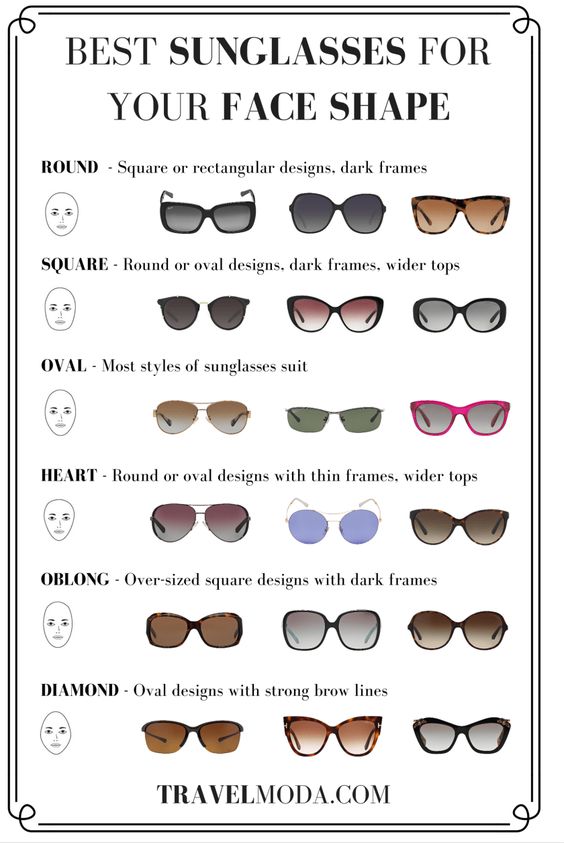 BEST SUNGLASSES FOR
YOUR FACE SHAPE
ROUND - Square or rectangular designs, dark frames
SQUARE - Round or oval designs, dark frames, wider tops
OVAL - Most styles of sunglasses suit
HEART - Round or oval designs with thin frames, wider tops
OBLONG - Over-sized square designs with dark frames
DIAMOND - Oval designs with strong brow lines
TRAVELMODA.COM